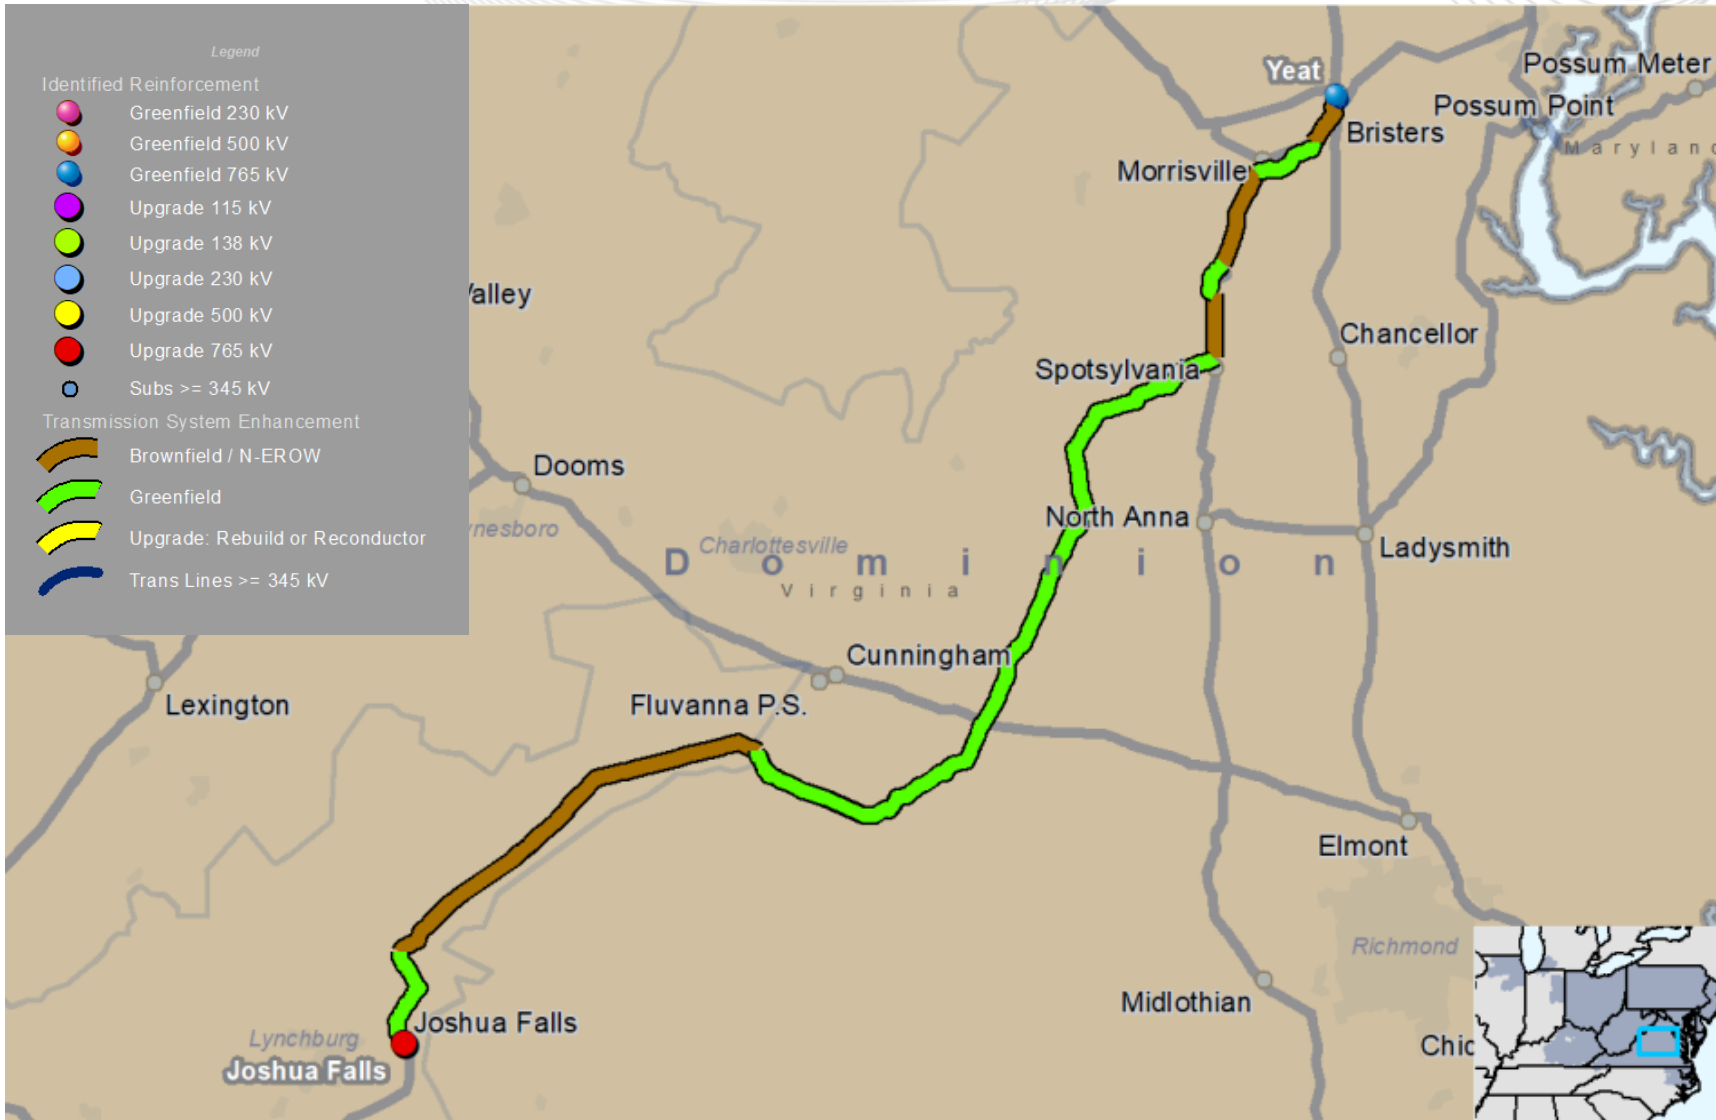 Legend
Identified Reinforcement
Greenfield 230 kV
Greenfield 500 kV
Greenfield 765 kV
Upgrade 115 kV
Upgrade 138 kV
Upgrade 230 kV
Upgrade 500 kV
Upgrade 765 kV
Subs >= 345 kV
Transmission System Enhancement
Brownfield / N-EROW
Greenfield
Upgrade: Rebuild or Reconductor
Trans Lines >= 345 kV
Yeat
Possum Meter
Possum Point
Bristers
Maryland
Morrisville
Valley
Chancellor
Spotsylvania
Dooms
nesboro
North Anna
Charlottesville
Ladysmith
Dominion
Virginia
Cunningham
Fluvanna P.S.
Lexington
Elmont
Richmond
Midlothian
Joshua Falls
Lynchburg
Chic
Joshua Falls